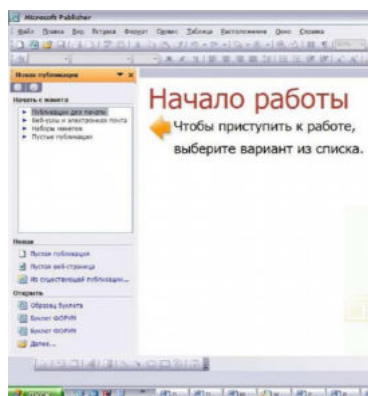 Microsoft Publisher
Файл Правка Вид Вставка Формат Сервис Таблица Расположение Окно Справка
Новая публикация
Начать с макета
Публикации для печати
Веб-узлы и электронная почта
Наборы макетов
Пустые публикации
Начало работы
Чтобы приступить к работе,
выберите вариант из списка.
Новая
Пустая публикация
Пустая веб-страница
Из существующей публикации...
Открыть
Образец буклета
Буклет ФОРУМ
Буклет ФОРУМ
Далее...